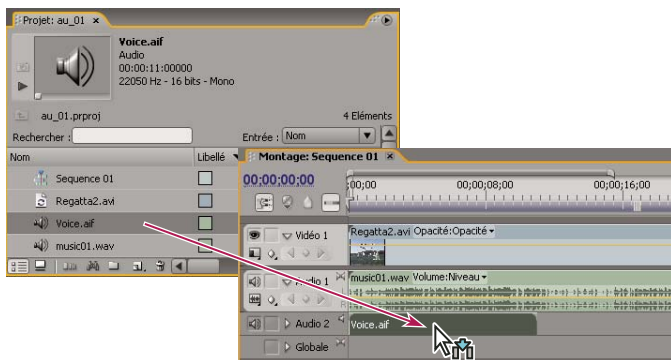 Projet: au_01 ×
Voice.aif
Audio
00:00:11:00000
22050 Hz - 16 bits - Mono
au_01.prproj
4 Eléments
Rechercher :
Entrée : Nom
Nom
Libellé
Sequence 01
Regatta2.avi
Voice.aif
music01.wav
Montage: Sequence 01 ×
00;00;00;00
;00;00
00;00;08;00
00;00;16;00
Vidéo 1
Regatta2.avi Opacité:Opacité
Audio 1
music01.wav Volume:Niveau
L
R
Audio 2
Voice.aif
Globale